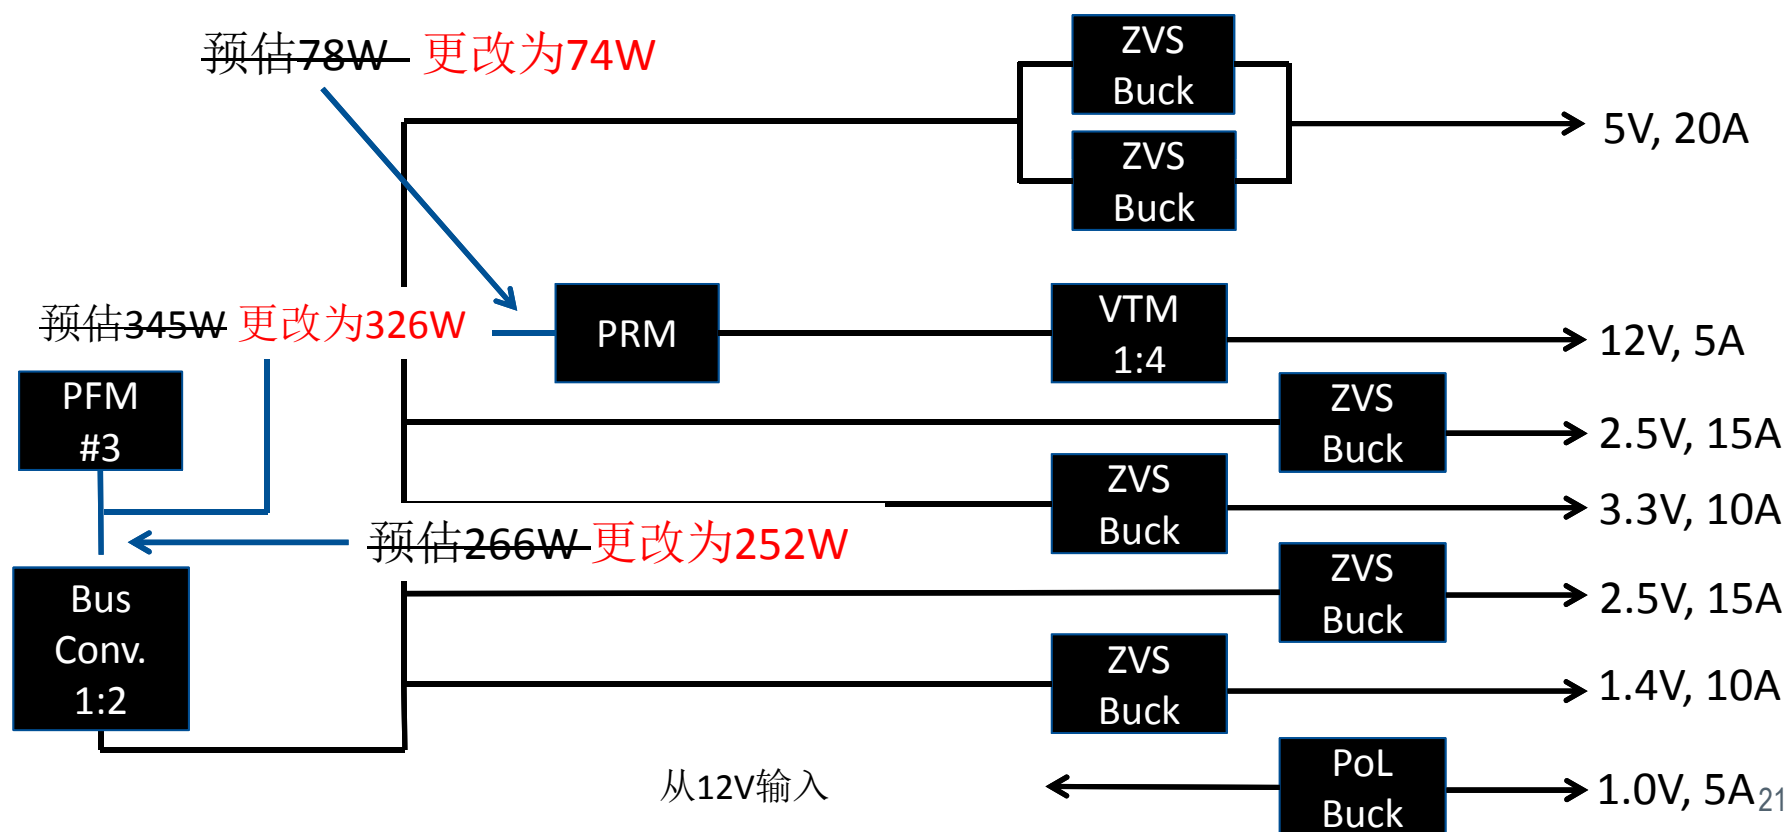 预估78W 更改为74W
ZVS
Buck
5V, 20A
ZVS
Buck
预估345W 更改为326W
PRM
VTM
1:4
12V, 5A
PFM
#3
ZVS
Buck
2.5V, 15A
ZVS
Buck
3.3V, 10A
预估266W 更改为252W
Bus
Conv.
1:2
ZVS
Buck
2.5V, 15A
ZVS
Buck
1.4V, 10A
从12V输入
PoL
Buck
1.0V, 5A
21